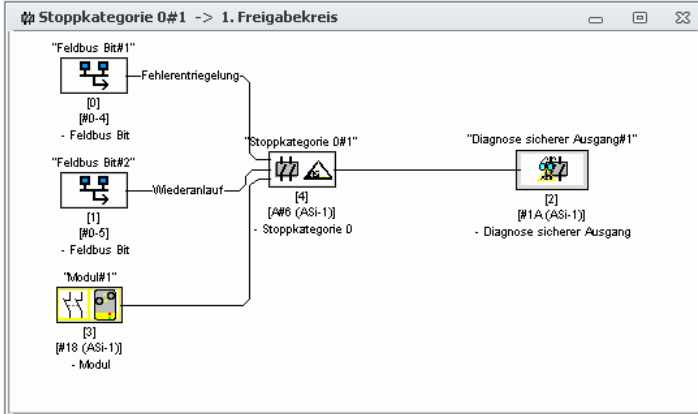 Stoppkategorie 0#1 -> 1. Freigabekreis
"Feldbus Bit#1"
Fehlerentriegelung
[0]
[#0-4]
- Feldbus Bit
"Feldbus Bit#2"
Wiederanlauf
[1]
[#0-5]
- Feldbus Bit
"Modul#1"
[3]
[#18 (ASi-1)]
- Modul
"Stoppkategorie 0#1"
[4]
[A#6 (ASi-1)]
- Stoppkategorie 0
"Diagnose sicherer Ausgang#1"
[2]
[#1A (ASi-1)]
- Diagnose sicherer Ausgang